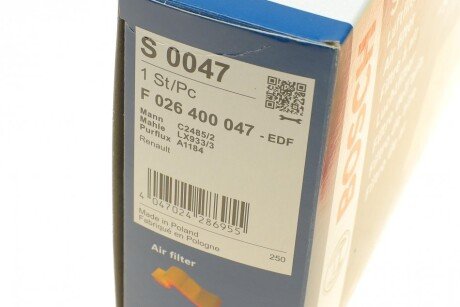 S 0047
1 St/Pc
F 026 400 047 - EDF
Mann C2485/2
Mahle LX933/3
Purflux A1184
Renault
4 047024 286955
Made in Poland
Fabriqué en Pologne
250
Air filter
BOSCH